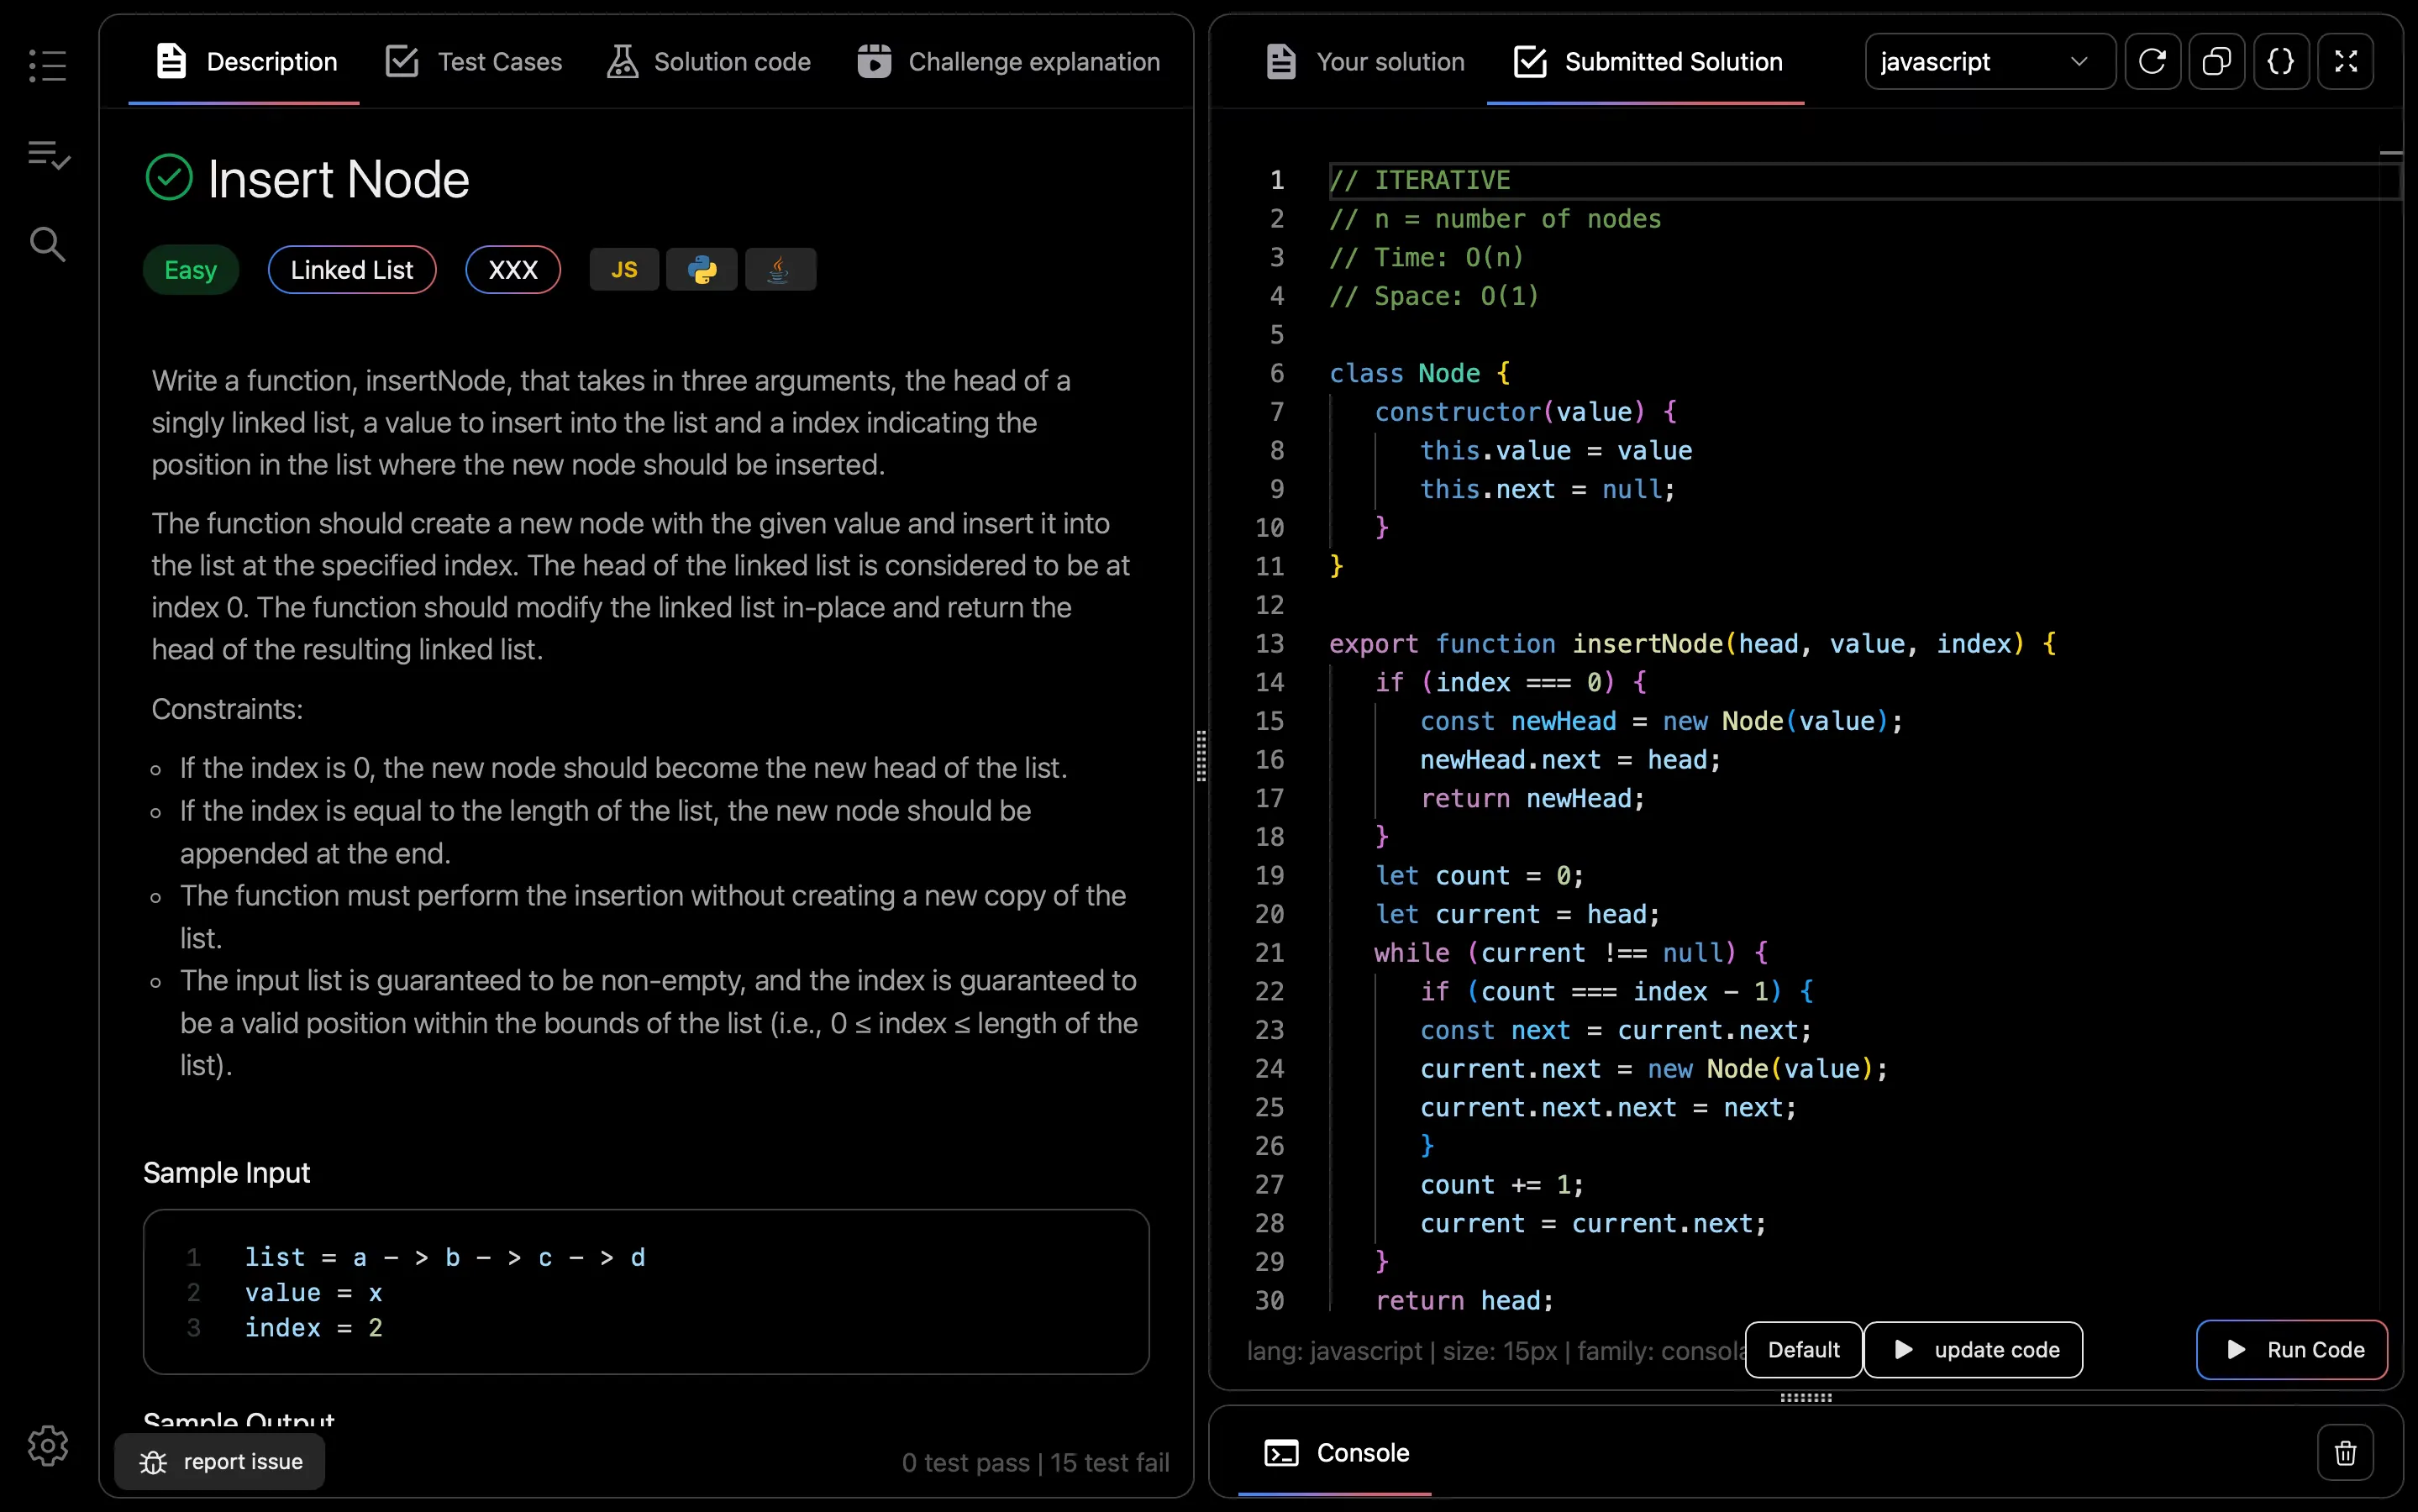 Description
Test Cases
Solution code
Challenge explanation
Insert Node
Easy
Linked List
XXX
JS
Write a function, insertNode, that takes in three arguments, the head of a
singly linked list, a value to insert into the list and a index indicating the
position in the list where the new node should be inserted.
The function should create a new node with the given value and insert it into
the list at the specified index. The head of the linked list is considered to be at
index 0. The function should modify the linked list in-place and return the
head of the resulting linked list.
Constraints:
If the index is 0, the new node should become the new head of the list.
If the index is equal to the length of the list, the new node should be
appended at the end.
The function must perform the insertion without creating a new copy of the
list.
The input list is guaranteed to be non-empty, and the index is guaranteed to
be a valid position within the bounds of the list (i.e., 0 ≤ index ≤ length of the
list).
Sample Input
1 list = a - > b - > c - > d
2 value = x
3 index = 2
Sample Output
report issue
0 test pass | 15 test fail
Your solution
Submitted Solution
javascript
1 // ITERATIVE
2 // n = number of nodes
3 // Time: O(n)
4 // Space: O(1)
5
6 class Node {
7 constructor(value) {
8 this.value = value
9 this.next = null;
10 }
11 }
12
13 export function insertNode(head, value, index) {
14 if (index === 0) {
15 const newHead = new Node(value);
16 newHead.next = head;
17 return newHead;
18 }
19 let count = 0;
20 let current = head;
21 while (current !== null) {
22 if (count === index - 1) {
23 const next = current.next;
24 current.next = new Node(value);
25 current.next.next = next;
26 }
27 count += 1;
28 current = current.next;
29 }
30 return head;
lang: javascript | size: 15px | family: consola
Default
update code
Run Code
Console